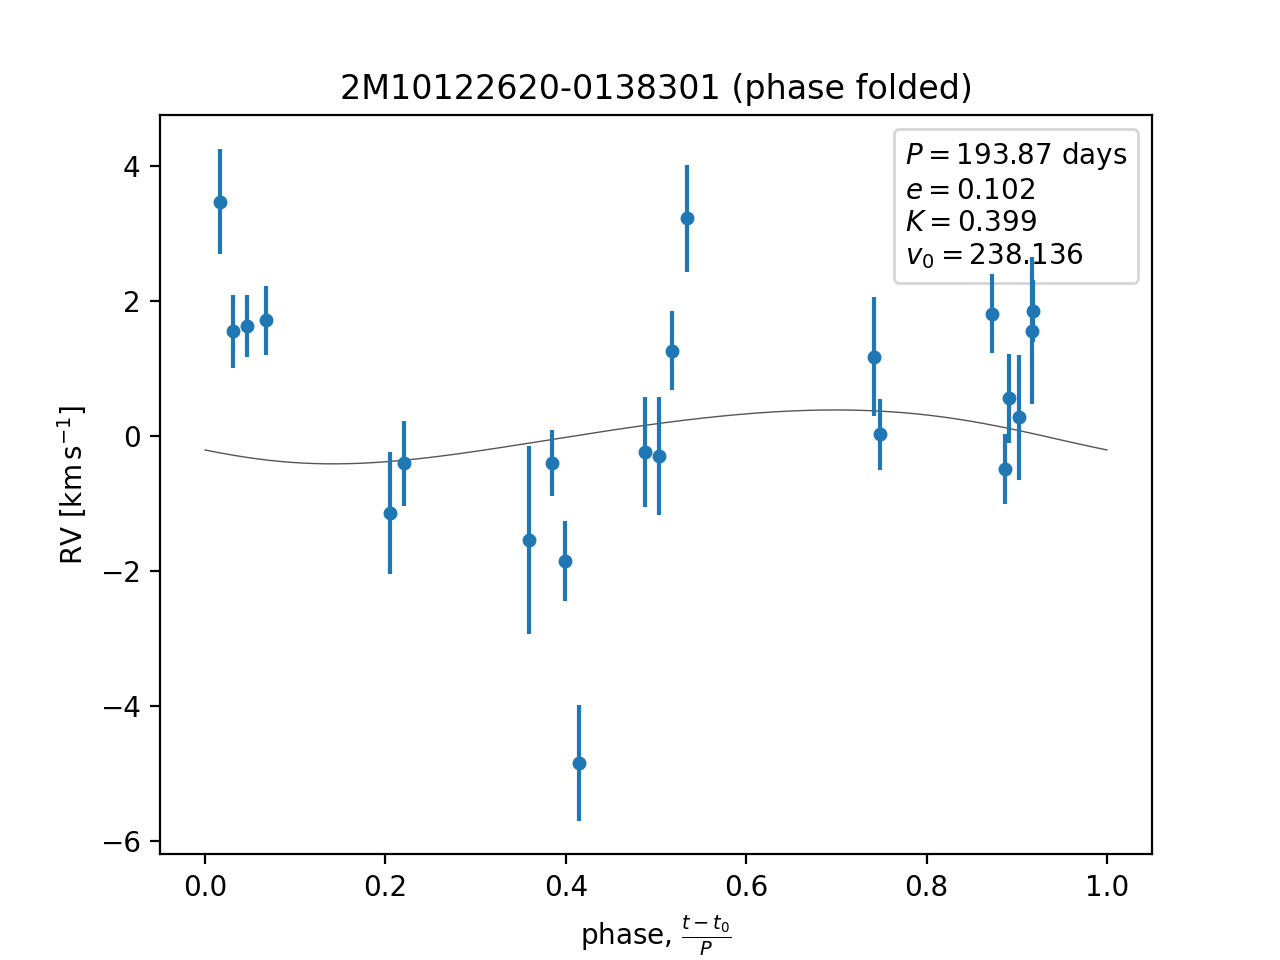 2M10122620-0138301 (phase folded)
P = 193.87 days
e = 0.102
K = 0.399
v₀ = 238.136
4
2
0
−2
−4
−6
RV [km s⁻¹]
0.0 0.2 0.4 0.6 0.8 1.0
phase, (t − t₀)/P